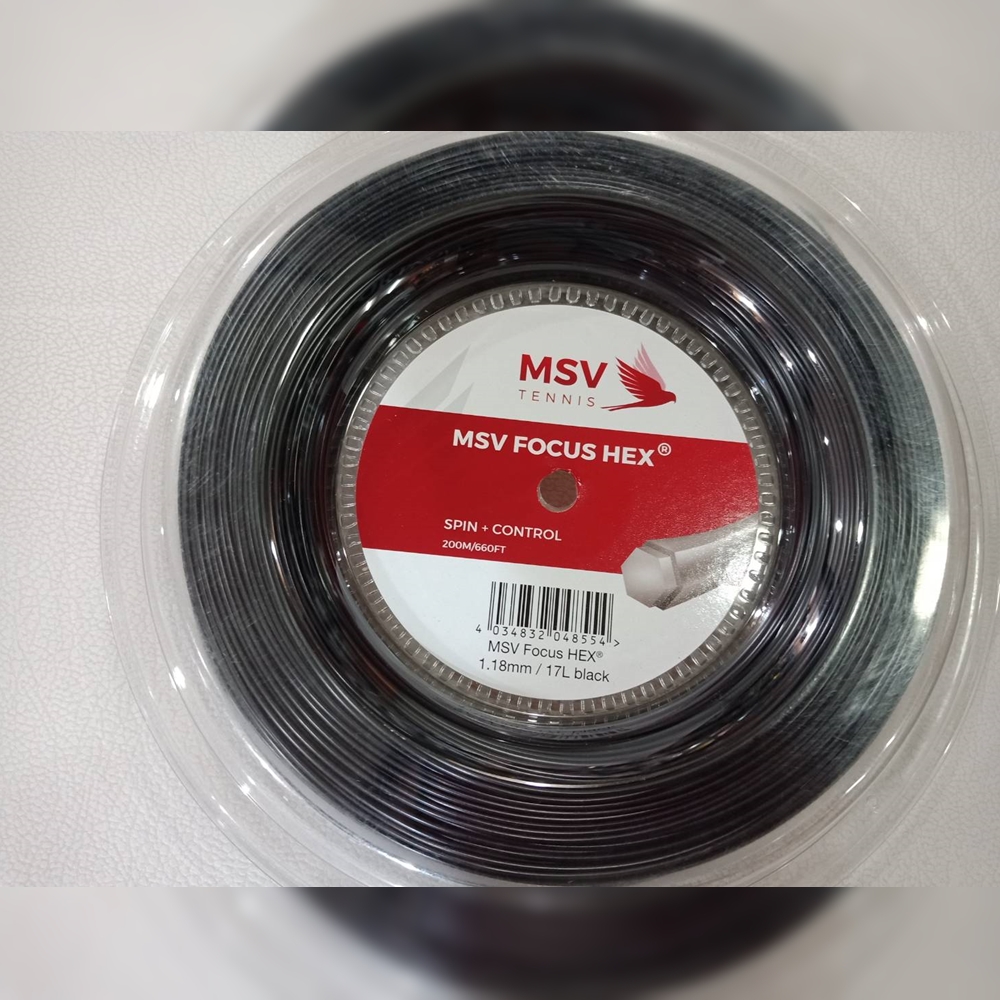 MSV
TENNIS
MSV FOCUS HEX®
SPIN + CONTROL
200M/660FT
4 034832 048554 >
MSV Focus HEX®
1.18mm / 17L black